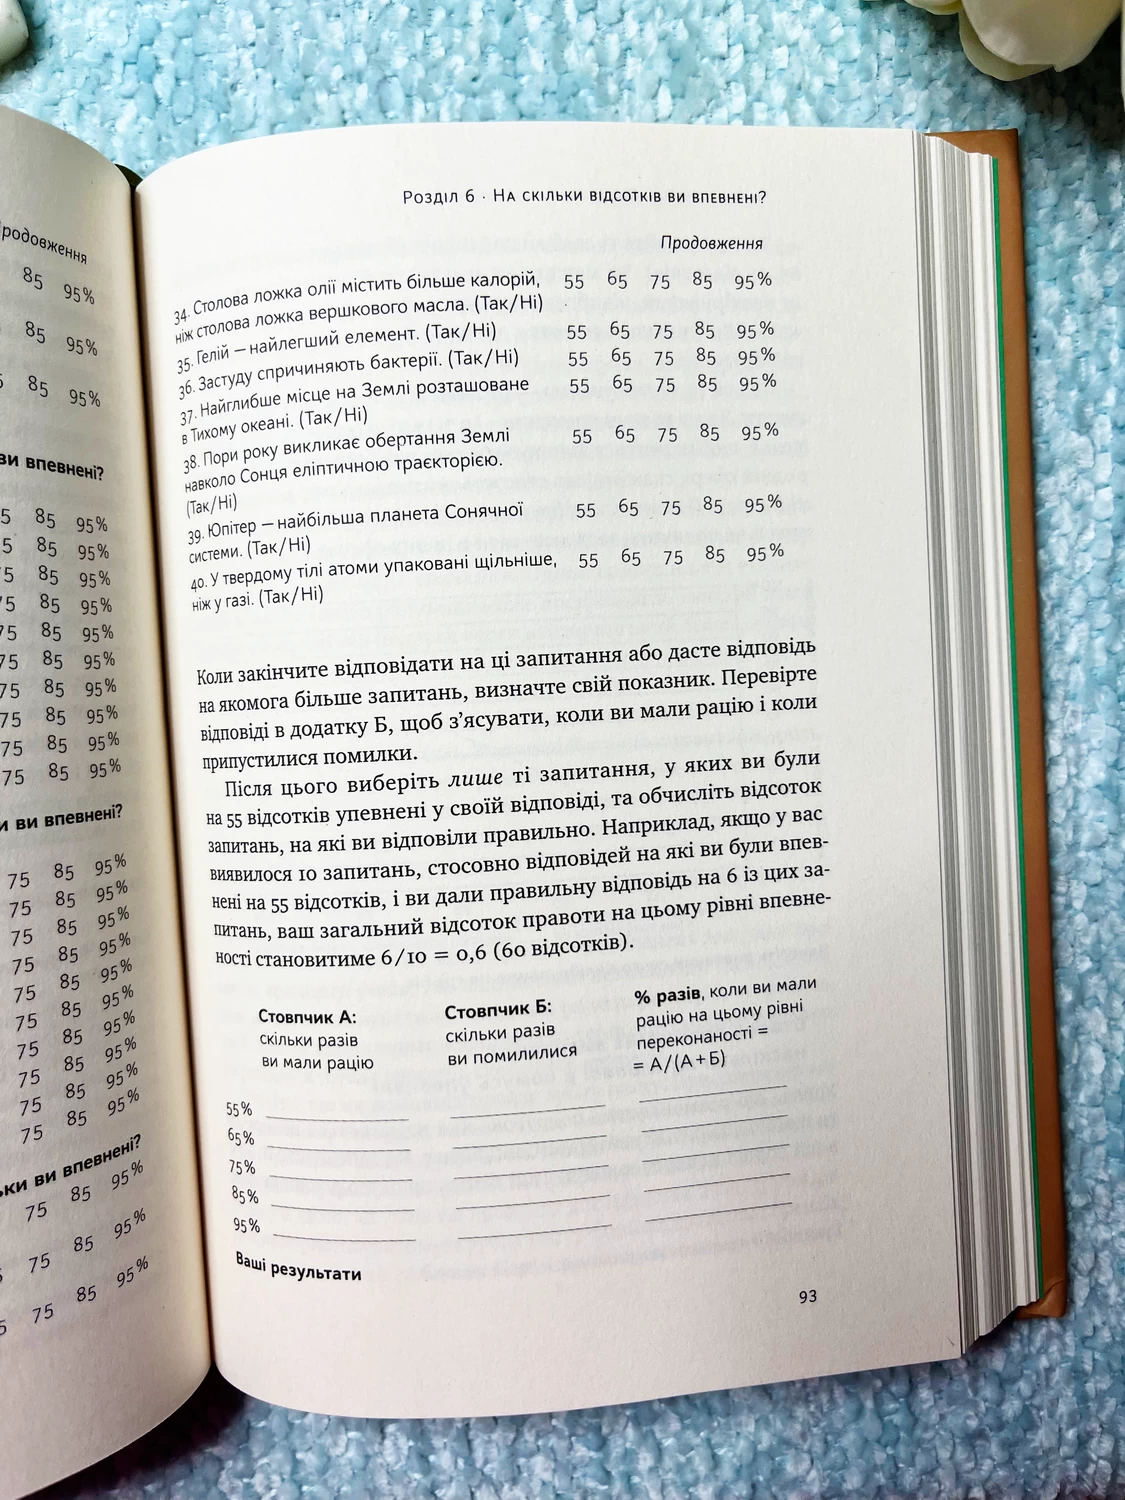 Продовження
85 95%
85 95%
85 95%
ви впевнені?
5 85 95%
5 85 95%
75 85 95%
75 85 95%
75 85 95%
75 85 95%
75 85 95%
75 85 95%
75 85 95%
75 85 95%
ви впевнені?
75 85 95%
75 85 95%
75 85 95%
75 85 95%
75 85 95%
75 85 95%
75 85 95%
75 85 95%
75 85 95%
75 85 95%
ви впевнені?
75 85 95%
75 85 95%
75 85 95%
Розділ 6 · На скільки відсотків ви впевнені?
Продовження
34. Столова ложка олії містить більше калорій, 55 65 75 85 95%
ніж столова ложка вершкового масла. (Так/Ні)
35. Гелій — найлегший елемент. (Так/Ні) 55 65 75 85 95%
36. Застуду спричиняють бактерії. (Так/Ні) 55 65 75 85 95%
37. Найглибше місце на Землі розташоване 55 65 75 85 95%
в Тихому океані. (Так/Ні)
38. Пори року викликає обертання Землі 55 65 75 85 95%
навколо Сонця еліптичною траєкторією.
(Так/Ні)
39. Юпітер — найбільша планета Сонячної 55 65 75 85 95%
системи. (Так/Ні)
40. У твердому тілі атоми упаковані щільніше, 55 65 75 85 95%
ніж у газі. (Так/Ні)
Коли закінчите відповідати на ці запитання або дасте відповідь
на якомога більше запитань, визначте свій показник. Перевірте
відповіді в додатку Б, щоб з’ясувати, коли ви мали рацію і коли
припустилися помилки.
Після цього виберіть лише ті запитання, у яких ви були
на 55 відсотків упевнені у своїй відповіді, та обчисліть відсоток
запитань, на які ви відповіли правильно. Наприклад, якщо у вас
виявилося 10 запитань, стосовно відповідей на які ви були впев-
нені на 55 відсотків, і ви дали правильну відповідь на 6 із цих за-
питань, ваш загальний відсоток правоти на цьому рівні впевне-
ності становитиме 6/10 = 0,6 (60 відсотків).
Стовпчик А: Стовпчик Б: % разів, коли ви мали
скільки разів скільки разів рацію на цьому рівні
ви мали рацію ви помилилися переконаності =
= А/(А+Б)
55%
65%
75%
85%
95%
Ваші результати
93